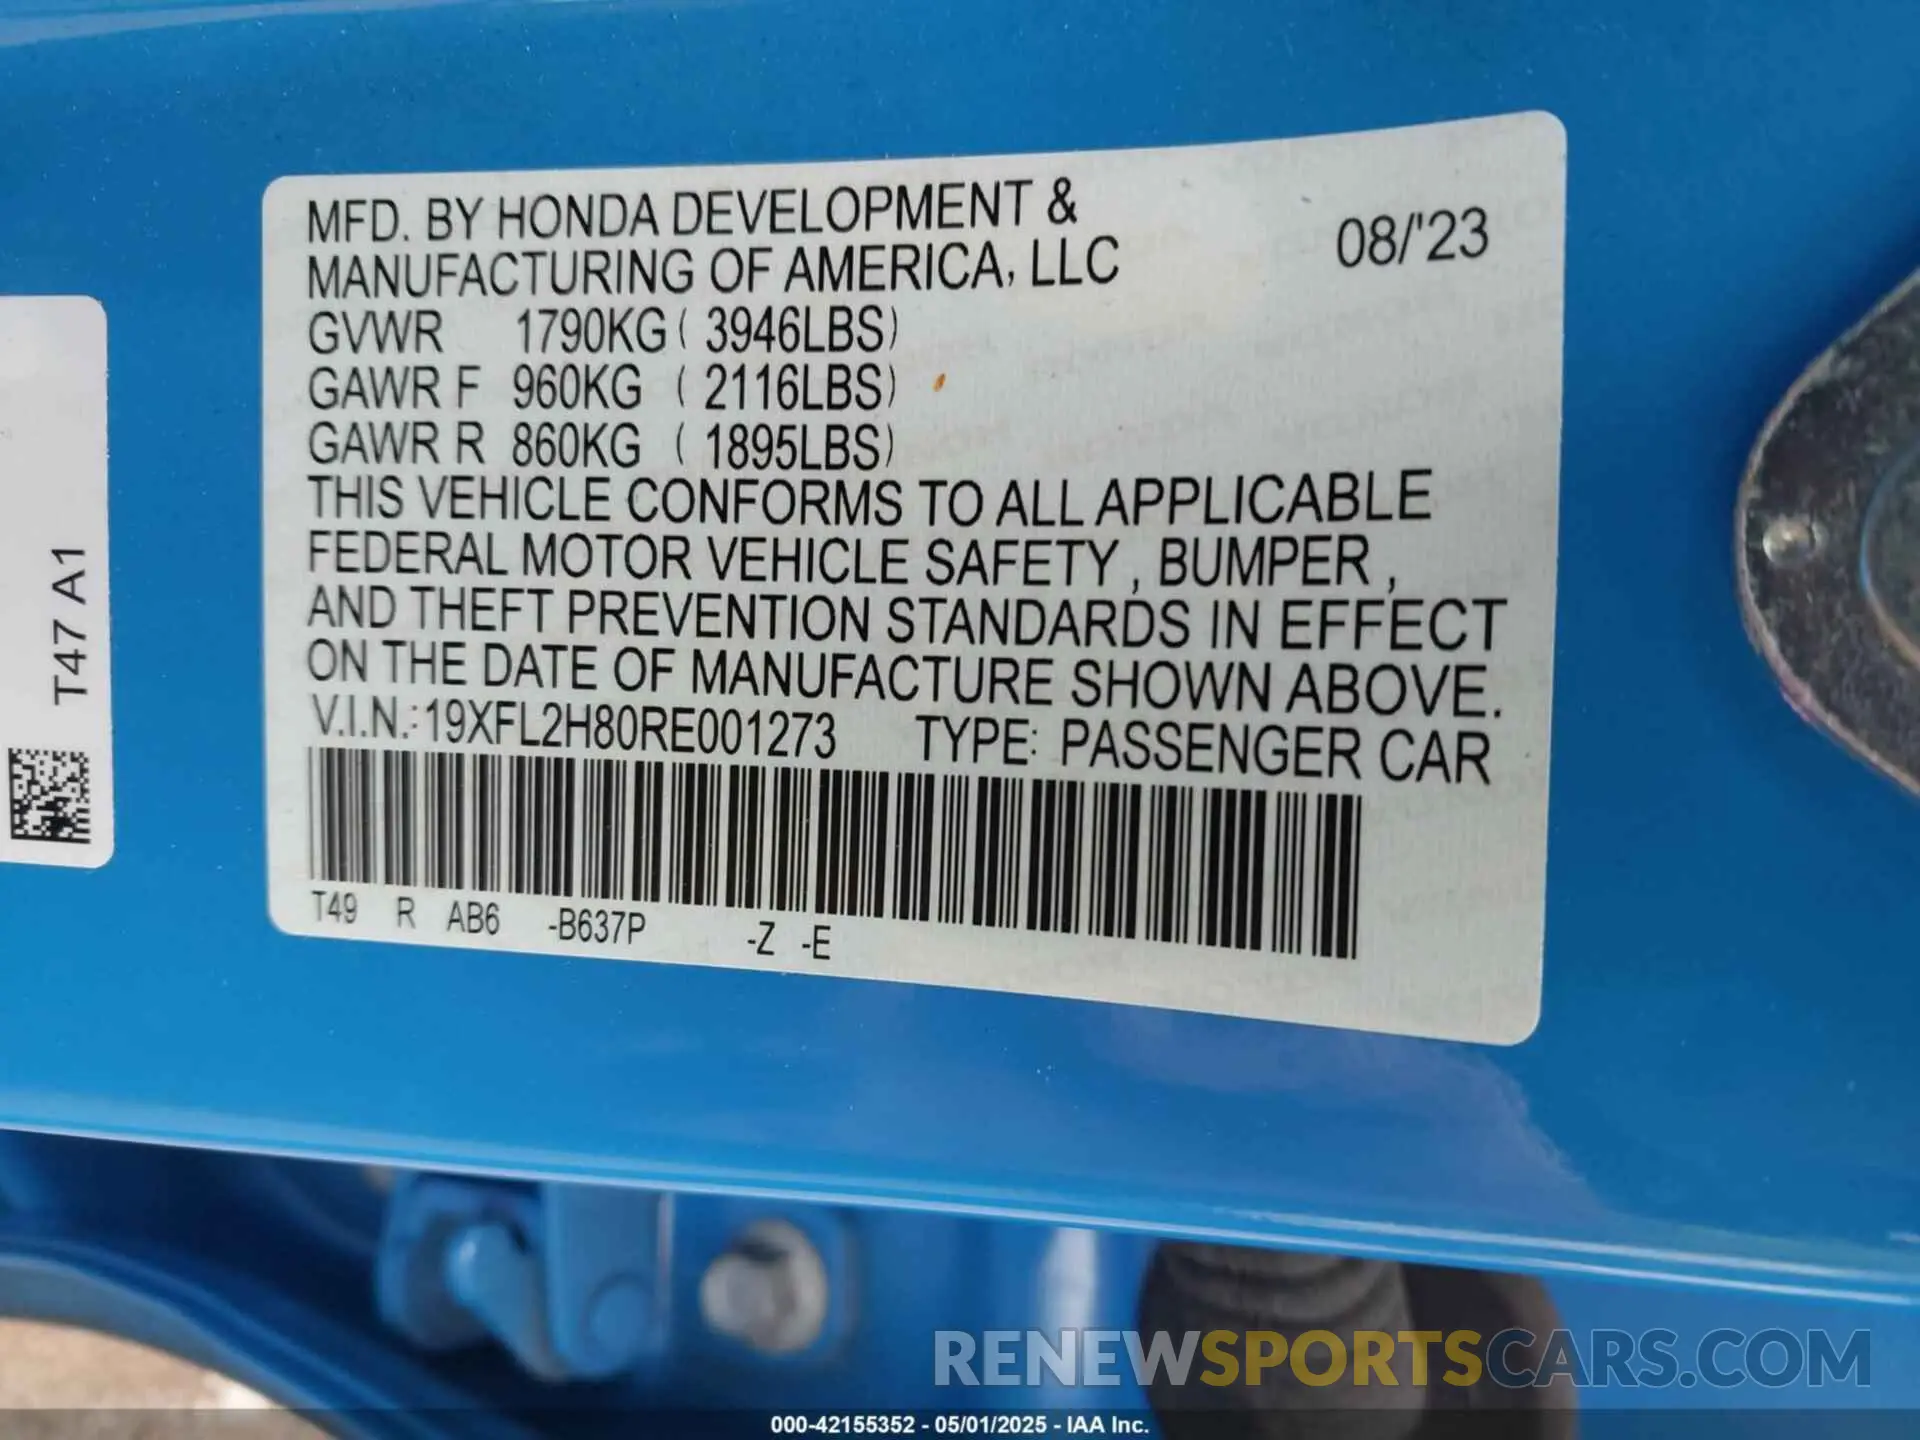 MFD. BY HONDA DEVELOPMENT &
MANUFACTURING OF AMERICA, LLC 08/'23
GVWR 1790KG ( 3946LBS)
GAWR F 960KG ( 2116LBS)
GAWR R 860KG ( 1895LBS)
THIS VEHICLE CONFORMS TO ALL APPLICABLE
FEDERAL MOTOR VEHICLE SAFETY , BUMPER ,
AND THEFT PREVENTION STANDARDS IN EFFECT
ON THE DATE OF MANUFACTURE SHOWN ABOVE.
V.I.N.: 19XFL2H80RE001273 TYPE: PASSENGER CAR
T49 R AB6 -B637P -Z -E
T47 A1
RENEWSPORTSCARS.COM
000-42155352 - 05/01/2025 - IAA Inc.